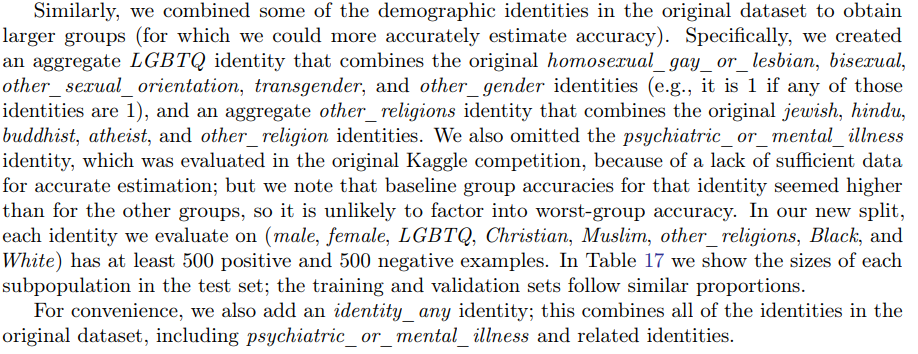 Similarly, we combined some of the demographic identities in the original dataset to obtain
larger groups (for which we could more accurately estimate accuracy). Specifically, we created
an aggregate LGBTQ identity that combines the original homosexual_gay_or_lesbian, bisexual,
other_sexual_orientation, transgender, and other_gender identities (e.g., it is 1 if any of those
identities are 1), and an aggregate other_religions identity that combines the original jewish, hindu,
buddhist, atheist, and other_religion identities. We also omitted the psychiatric_or_mental_illness
identity, which was evaluated in the original Kaggle competition, because of a lack of sufficient data
for accurate estimation; but we note that baseline group accuracies for that identity seemed higher
than for the other groups, so it is unlikely to factor into worst-group accuracy. In our new split,
each identity we evaluate on (male, female, LGBTQ, Christian, Muslim, other_religions, Black, and
White) has at least 500 positive and 500 negative examples. In Table 17 we show the sizes of each
subpopulation in the test set; the training and validation sets follow similar proportions.
For convenience, we also add an identity_any identity; this combines all of the identities in the
original dataset, including psychiatric_or_mental_illness and related identities.